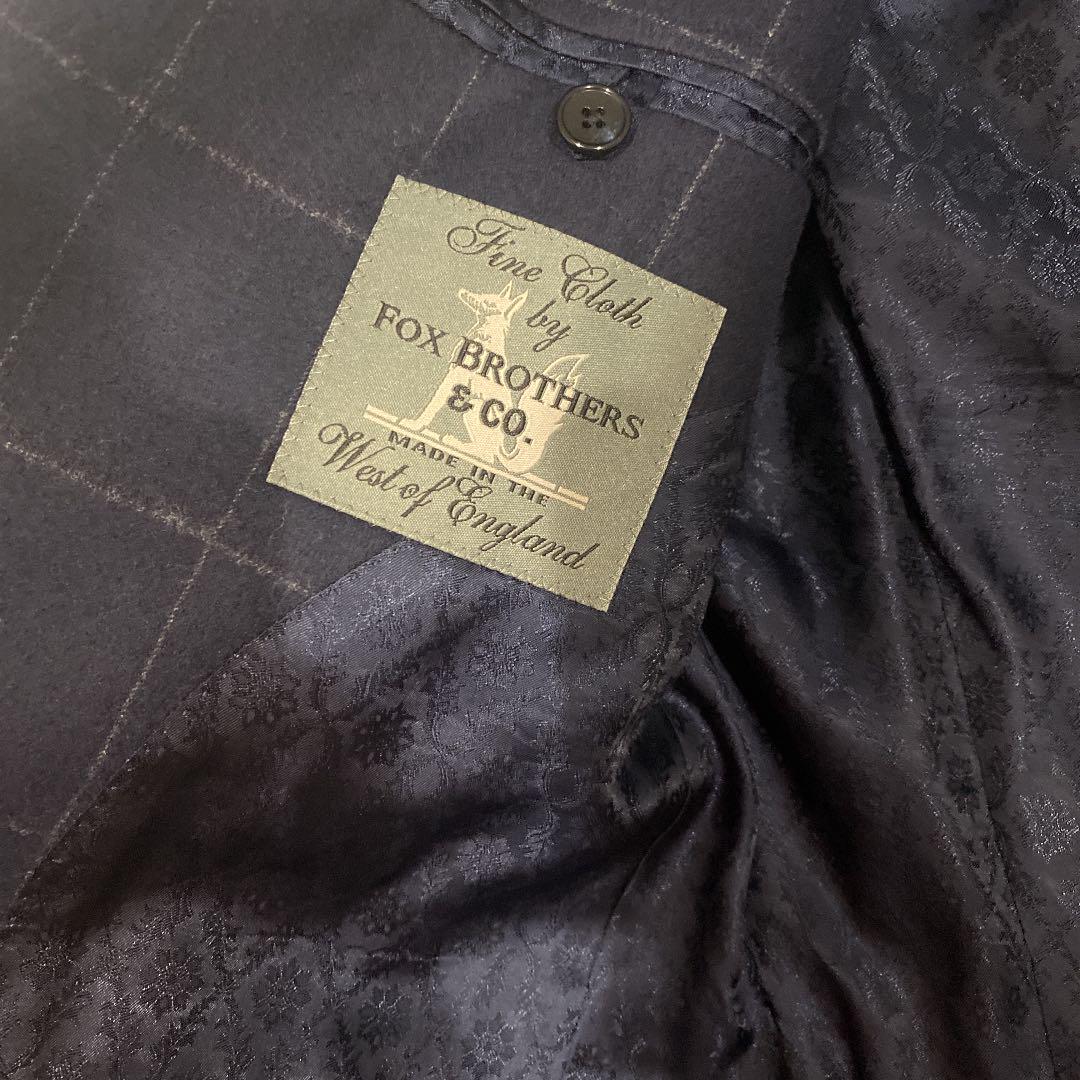 Fine Cloth
by
FOX BROTHERS
& CO.
MADE IN THE
West of England